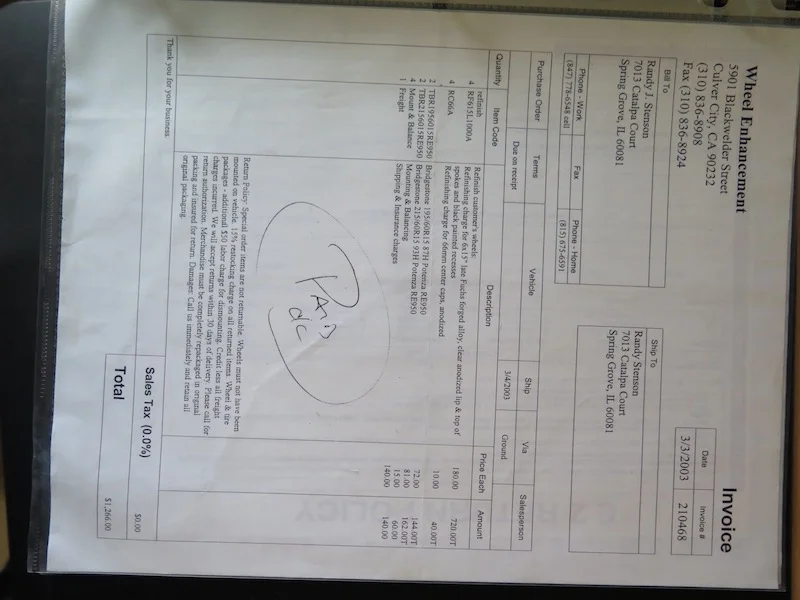 Wheel Enhancement
5901 Blackwelder Street
Culver City, CA 90232
(310) 836-8908
Fax (310) 836-8924
Invoice
Date Invoice #
3/3/2003 210468
Bill To
Randy J. Stenson
7013 Catalpa Court
Spring Grove, IL 60081
Ship To
Randy Stenson
7013 Catalpa Court
Spring Grove, IL 60081
Phone - Work Fax Phone - Home
(847) 778-6548 cell (815) 675-6591
Purchase Order Terms Vehicle Ship Via Salesperson
Due on receipt 3/4/2003 Ground
Quantity Item Code Description Price Each Amount
refinish Refinish customer's wheels:
4 RF615L1000A Refinishing charge for 6x15" late Fuchs forged alloy, clear anodized lip & top of 180.00 720.00T
spokes and black painted recesses
4 RC66A Refinishing charge for 66mm center caps, anodized 10.00 40.00T
2 TBR1956015RE950 Bridgestone 195/60R15 87H Potenza RE950 72.00 144.00T
2 TBR2156015RE950 Bridgestone 215/60R15 93H Potenza RE950 81.00 162.00T
4 Mount & Balance Mounting & Balancing 15.00 60.00
1 Freight Shipping & Insurance charges 140.00 140.00
PAID
Return Policy: Special order items are not returnable. Wheels must not have been
mounted on vehicle. 15% restocking charge on all returned items. Wheel & tire
packages - additional $50 labor charge for dismounting. Credit less all freight
charges incurred. We will accept returns within 30 days of delivery. Please call for
return authorization. Merchandise must be completely repackaged in original
packing and insured for return. Damages: Call us immediately and retain all
original packaging.
Thank you for your business.
Sales Tax (0.0%) $0.00
Total $1,266.00